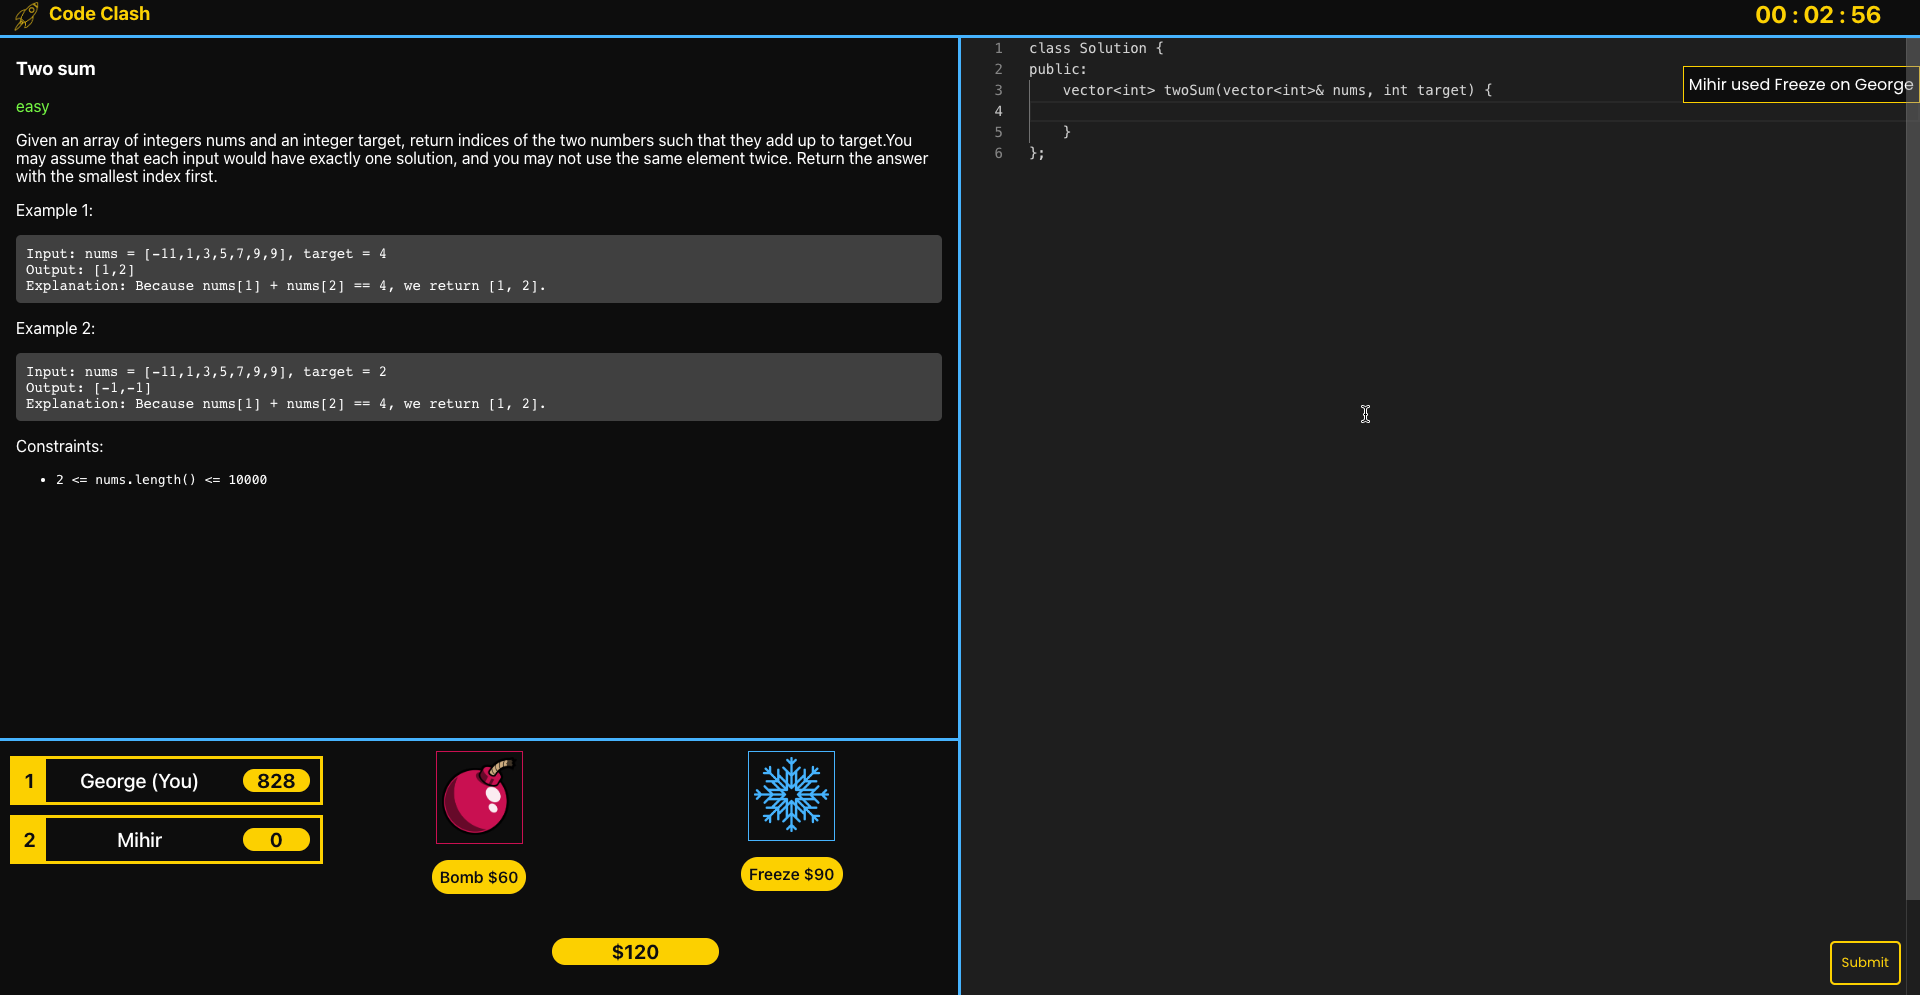 Code Clash
00 : 02 : 56
Two sum
easy
Given an array of integers nums and an integer target, return indices of the two numbers such that they add up to target.You
may assume that each input would have exactly one solution, and you may not use the same element twice. Return the answer
with the smallest index first.
Example 1:
Input: nums = [-11,1,3,5,7,9,9], target = 4
Output: [1,2]
Explanation: Because nums[1] + nums[2] == 4, we return [1, 2].
Example 2:
Input: nums = [-11,1,3,5,7,9,9], target = 2
Output: [-1,-1]
Explanation: Because nums[1] + nums[2] == 4, we return [1, 2].
Constraints:
• 2 <= nums.length() <= 10000
1 George (You) 828
2 Mihir 0
Bomb $60
Freeze $90
$120
1 class Solution {
2 public:
3     vector<int> twoSum(vector<int>& nums, int target) {
4
5     }
6 };
Mihir used Freeze on George
Submit